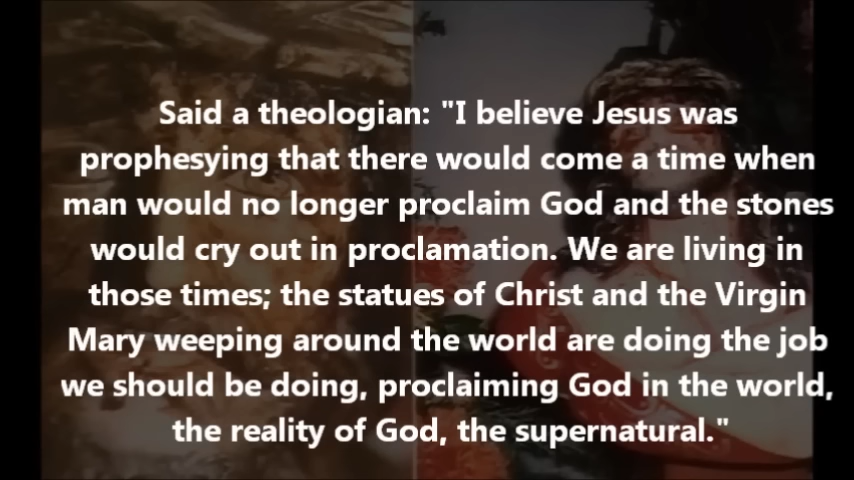 Said a theologian: "I believe Jesus was
prophesying that there would come a time when
man would no longer proclaim God and the stones
would cry out in proclamation. We are living in
those times; the statues of Christ and the Virgin
Mary weeping around the world are doing the job
we should be doing, proclaiming God in the world,
the reality of God, the supernatural."